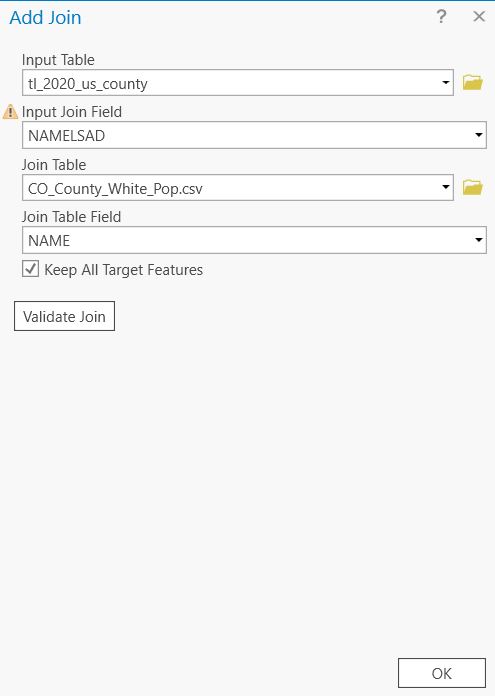 Add Join
?
Input Table
tl_2020_us_county
Input Join Field
NAMELSAD
Join Table
CO_County_White_Pop.csv
Join Table Field
NAME
Keep All Target Features
Validate Join
OK